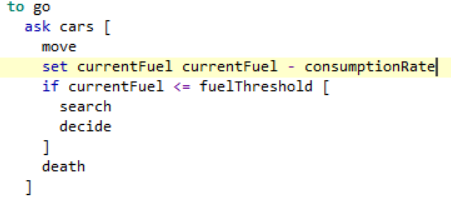 to go
  ask cars [
    move
    set currentFuel currentFuel - consumptionRate
    if currentFuel <= fuelThreshold [
      search
      decide
    ]
    death
  ]